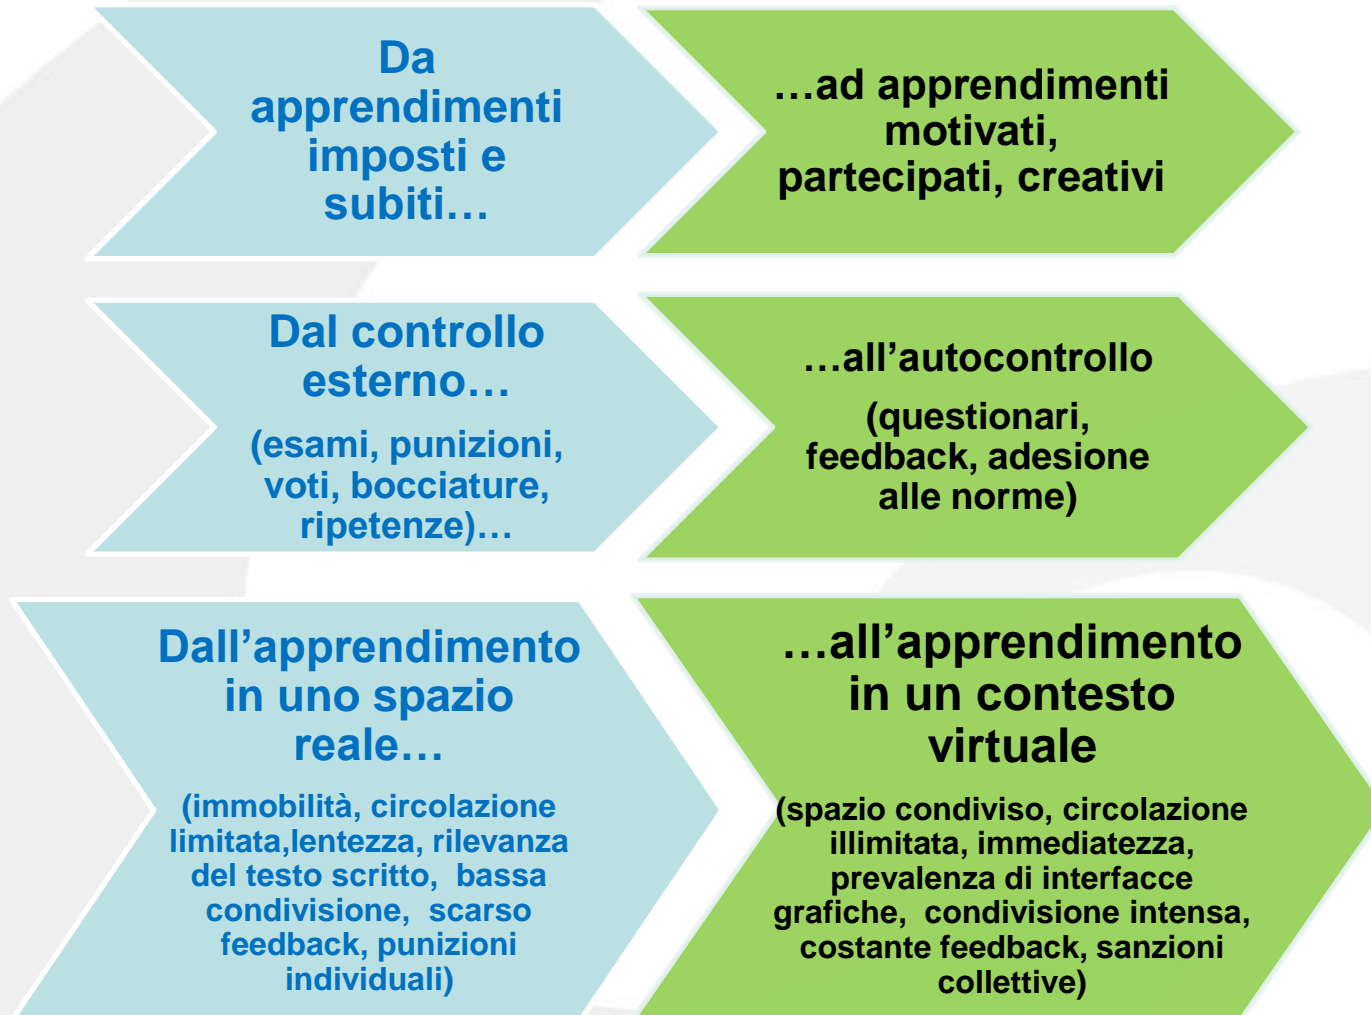 Da
apprendimenti
imposti e
subiti…
…ad apprendimenti
motivati,
partecipati, creativi
Dal controllo
esterno…
(esami, punizioni,
voti, bocciature,
ripetenze)…
…all’autocontrollo
(questionari,
feedback, adesione
alle norme)
Dall’apprendimento
in uno spazio
reale…
(immobilità, circolazione
limitata,lentezza, rilevanza
del testo scritto, bassa
condivisione, scarso
feedback, punizioni
individuali)
…all’apprendimento
in un contesto
virtuale
(spazio condiviso, circolazione
illimitata, immediatezza,
prevalenza di interfacce
grafiche, condivisione intensa,
costante feedback, sanzioni
collettive)